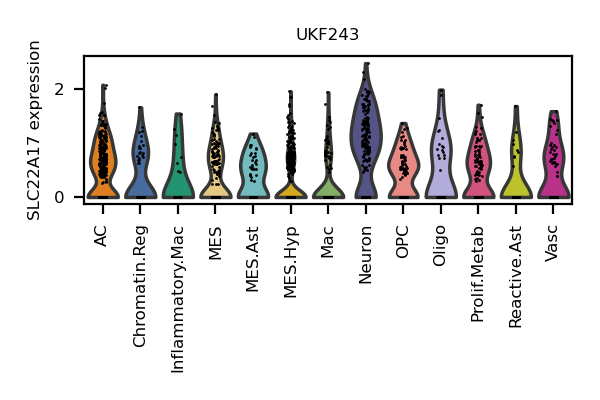 UKF243
SLC22A17 expression
2
0
AC
Chromatin.Reg
Inflammatory.Mac
MES
MES.Ast
MES.Hyp
Mac
Neuron
OPC
Oligo
Prolif.Metab
Reactive.Ast
Vasc